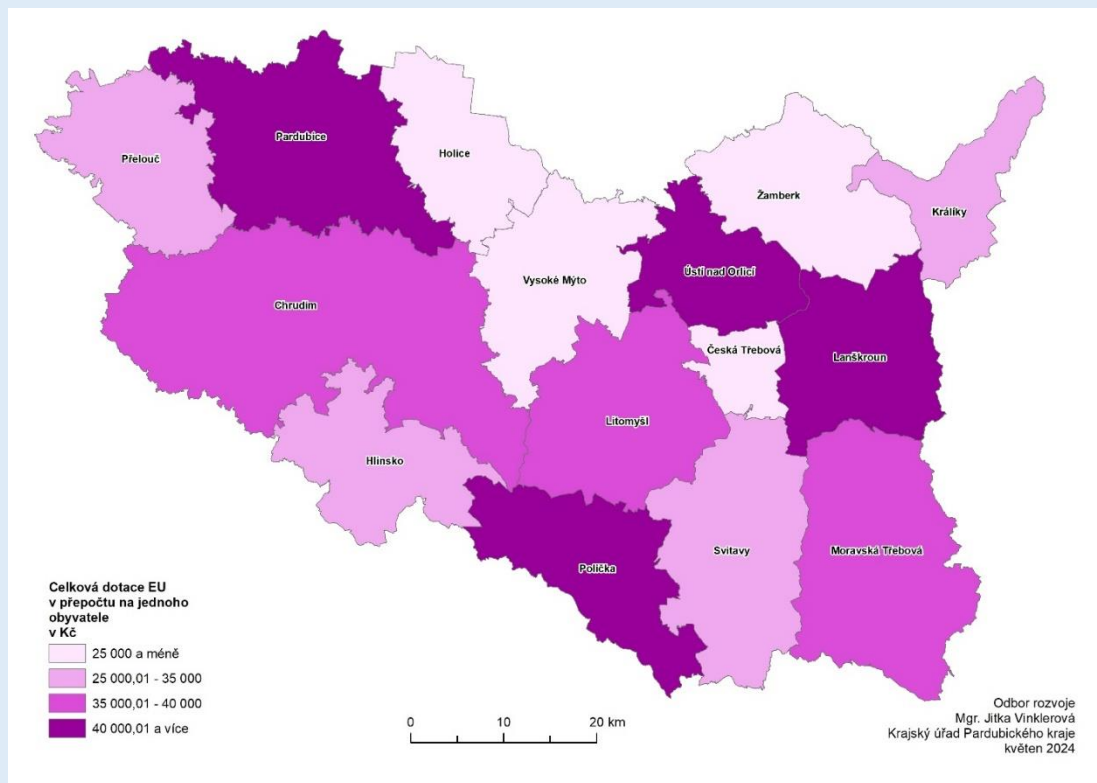 Pardubice
Holice
Přelouč
Žamberk
Králíky
Ústí nad Orlicí
Vysoké Mýto
Chrudim
Česká Třebová
Lanškroun
Litomyšl
Hlinsko
Svitavy
Moravská Třebová
Polička
Celková dotace EU
v přepočtu na jednoho
obyvatele
v Kč
25 000 a méně
25 000,01 - 35 000
35 000,01 - 40 000
40 000,01 a více
0 10 20 km
Odbor rozvoje
Mgr. Jitka Vinklerová
Krajský úřad Pardubického kraje
květen 2024